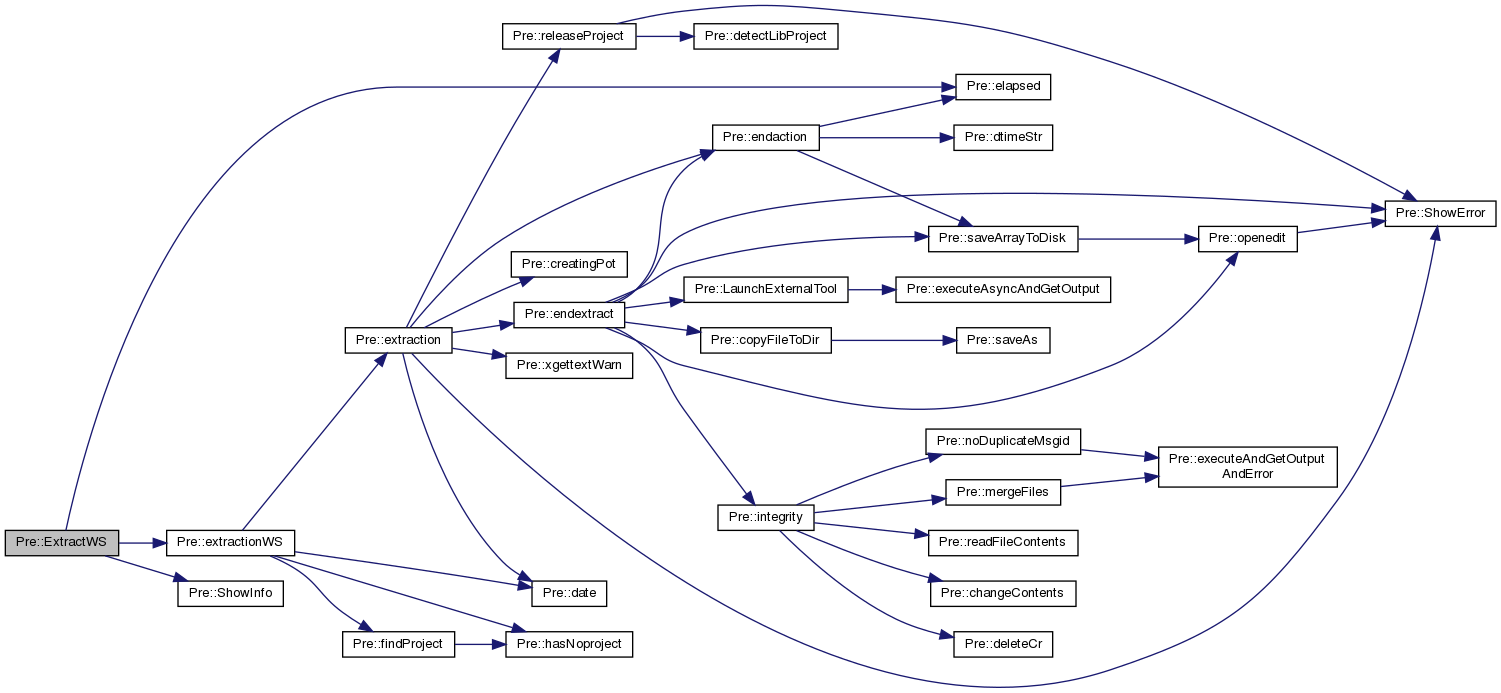 Pre::releaseProject
Pre::detectLibProject
Pre::elapsed
Pre::endaction
Pre::dtimeStr
Pre::ShowError
Pre::saveArrayToDisk
Pre::openedit
Pre::creatingPot
Pre::LaunchExternalTool
Pre::executeAsyncAndGetOutput
Pre::endextract
Pre::extraction
Pre::copyFileToDir
Pre::saveAs
Pre::xgettextWarn
Pre::noDuplicateMsgid
Pre::executeAndGetOutput
AndError
Pre::mergeFiles
Pre::integrity
Pre::ExtractWS
Pre::extractionWS
Pre::readFileContents
Pre::ShowInfo
Pre::date
Pre::changeContents
Pre::findProject
Pre::hasNoproject
Pre::deleteCr